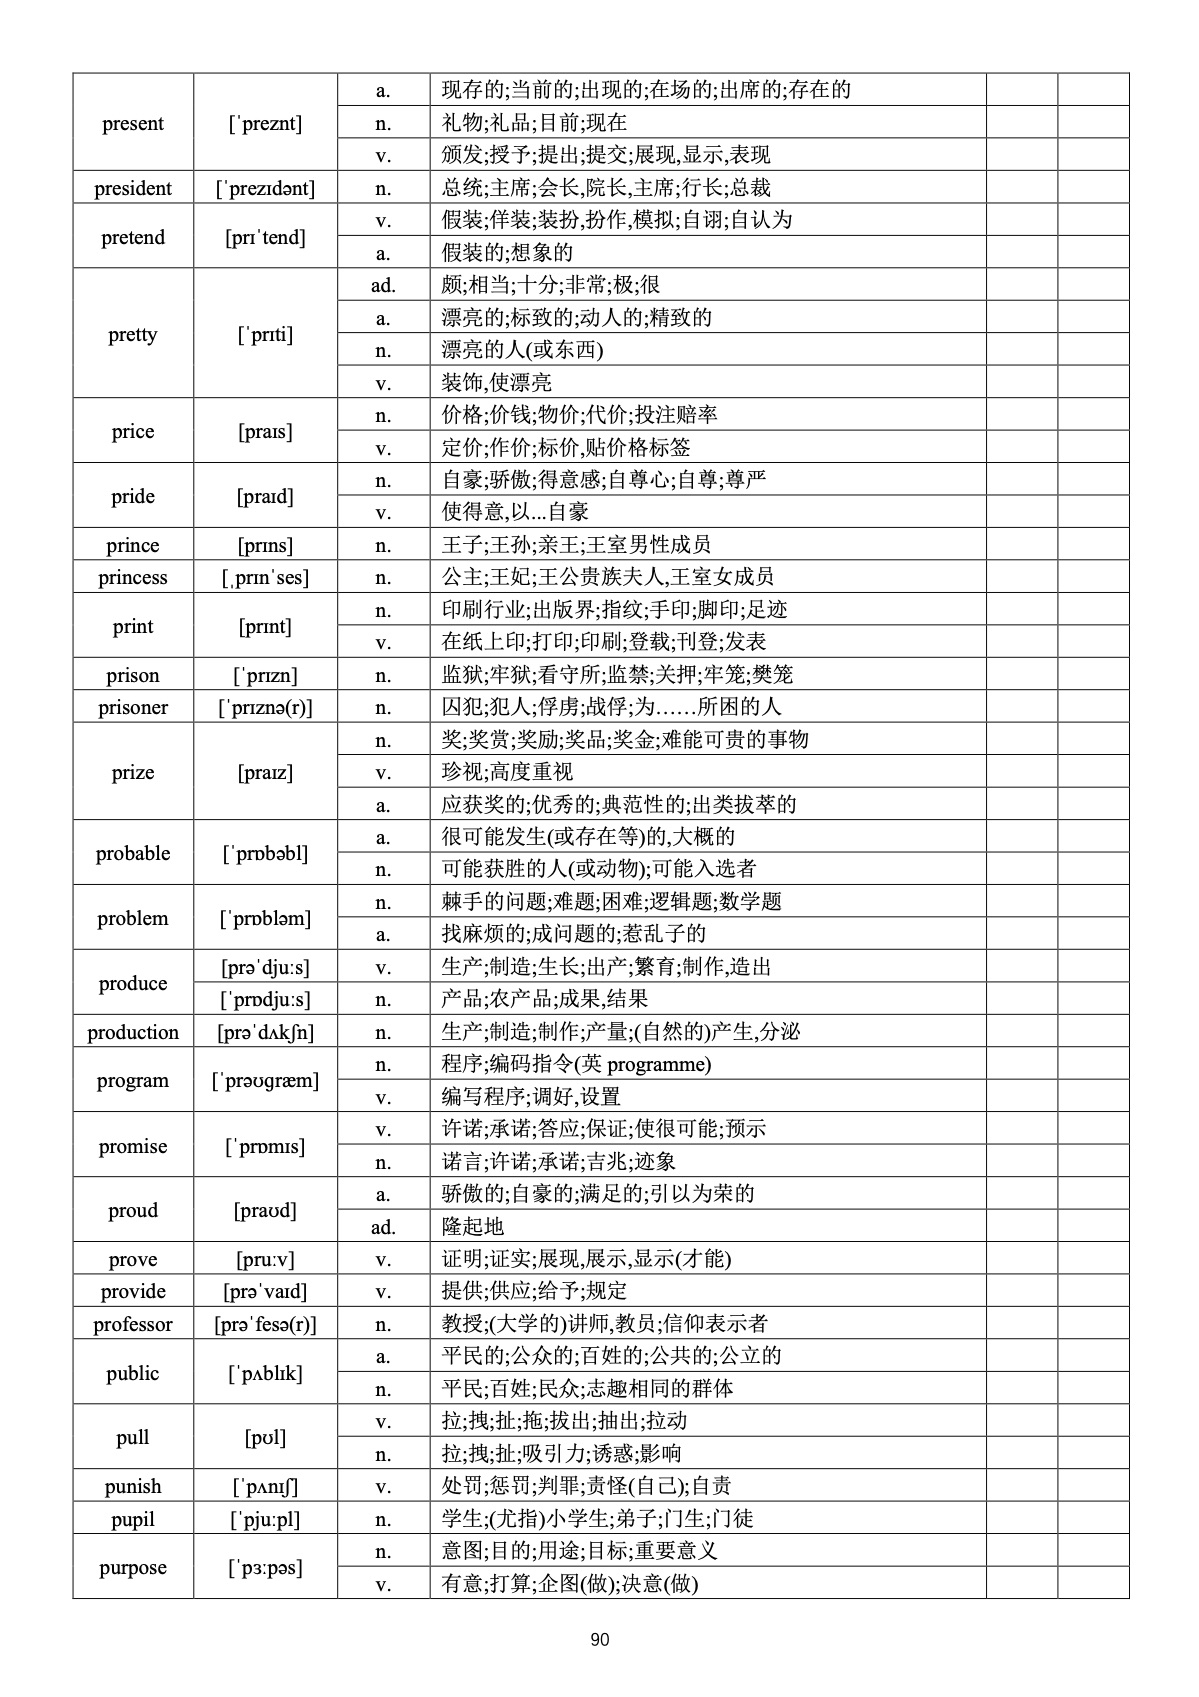 present [ˈpreznt] a. 现存的;当前的;出现的;在场的;出席的;存在的
n. 礼物;礼品;目前;现在
v. 颁发;授予;提出;提交;展现,显示,表现
president [ˈprezɪdənt] n. 总统;主席;会长,院长,主席;行长;总裁
pretend [prɪˈtend] v. 假装;佯装;装扮,扮作,模拟;自诩;自认为
a. 假装的;想象的
pretty [ˈprɪti] ad. 颇;相当;十分;非常;极;很
a. 漂亮的;标致的;动人的;精致的
n. 漂亮的人(或东西)
v. 装饰,使漂亮
price [praɪs] n. 价格;价钱;物价;代价;投注赔率
v. 定价;作价;标价,贴价格标签
pride [praɪd] n. 自豪;骄傲;得意感;自尊心;自尊;尊严
v. 使得意,以...自豪
prince [prɪns] n. 王子;王孙;亲王;王室男性成员
princess [ˌprɪnˈses] n. 公主;王妃;王公贵族夫人,王室女成员
print [prɪnt] n. 印刷行业;出版界;指纹;手印;脚印;足迹
v. 在纸上印;打印;印刷;登载;刊登;发表
prison [ˈprɪzn] n. 监狱;牢狱;看守所;监禁;关押;牢笼;樊笼
prisoner [ˈprɪznə(r)] n. 囚犯;犯人;俘虏;战俘;为……所困的人
prize [praɪz] n. 奖;奖赏;奖励;奖品;奖金;难能可贵的事物
v. 珍视;高度重视
a. 应获奖的;优秀的;典范性的;出类拔萃的
probable [ˈprɒbəbl] a. 很可能发生(或存在等)的,大概的
n. 可能获胜的人(或动物);可能入选者
problem [ˈprɒbləm] n. 棘手的问题;难题;困难;逻辑题;数学题
a. 找麻烦的;成问题的;惹乱子的
produce [prəˈdjuːs] v. 生产;制造;生长;出产;繁育;制作,造出
[ˈprɒdjuːs] n. 产品;农产品;成果,结果
production [prəˈdʌkʃn] n. 生产;制造;制作;产量;(自然的)产生,分泌
program [ˈprəʊɡræm] n. 程序;编码指令(英 programme)
v. 编写程序;调好,设置
promise [ˈprɒmɪs] v. 许诺;承诺;答应;保证;使很可能;预示
n. 诺言;许诺;承诺;吉兆;迹象
proud [praʊd] a. 骄傲的;自豪的;满足的;引以为荣的
ad. 隆起地
prove [pruːv] v. 证明;证实;展现,展示,显示(才能)
provide [prəˈvaɪd] v. 提供;供应;给予;规定
professor [prəˈfesə(r)] n. 教授;(大学的)讲师,教员;信仰表示者
public [ˈpʌblɪk] a. 平民的;公众的;百姓的;公共的;公立的
n. 平民;百姓;民众;志趣相同的群体
pull [pʊl] v. 拉;拽;扯;拖;拔出;抽出;拉动
n. 拉;拽;扯;吸引力;诱惑;影响
punish [ˈpʌnɪʃ] v. 处罚;惩罚;判罪;责怪(自己);自责
pupil [ˈpjuːpl] n. 学生;(尤指)小学生;弟子;门生;门徒
purpose [ˈpɜːpəs] n. 意图;目的;用途;目标;重要意义
v. 有意;打算;企图(做);决意(做)
90